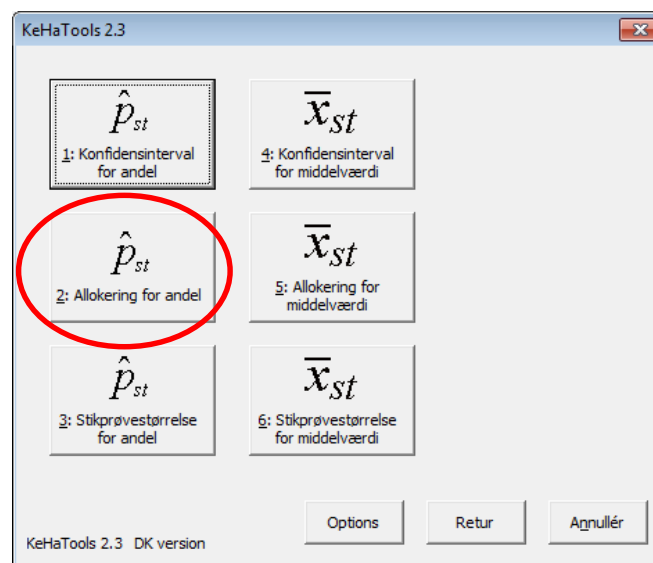 KeHaTools 2.3
p̂st
1: Konfidensinterval
for andel
x̅st
4: Konfidensinterval
for middelværdi
p̂st
2: Allokering for andel
x̅st
5: Allokering for
middelværdi
p̂st
3: Stikprøvestørrelse
for andel
x̅st
6: Stikprøvestørrelse
for middelværdi
Options
Retur
Annullér
KeHaTools 2.3 DK version